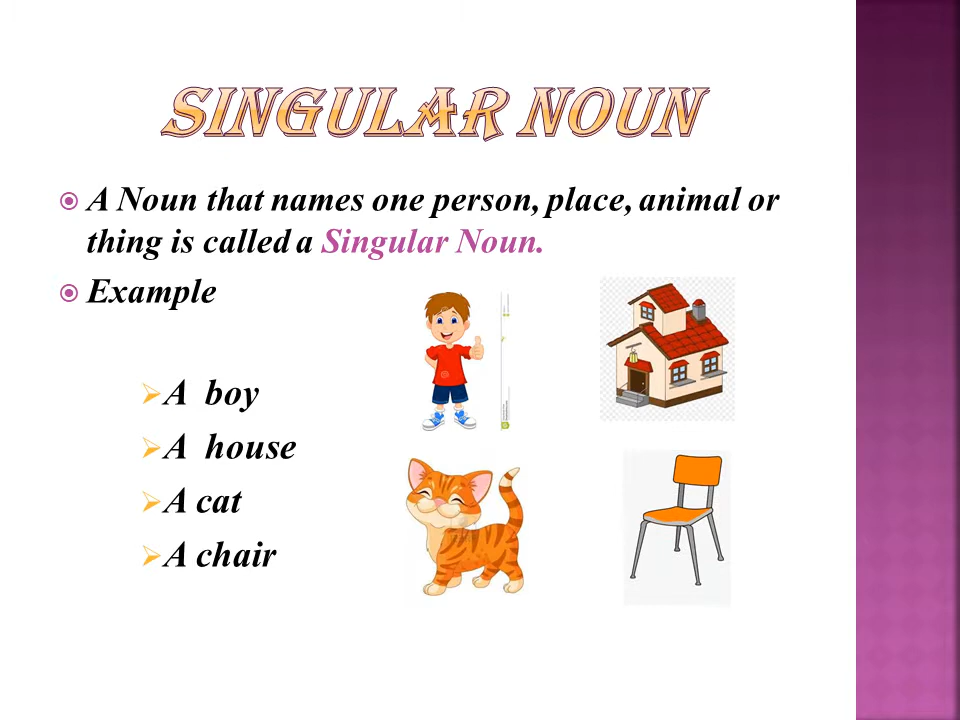 SINGULAR NOUN
A Noun that names one person, place, animal or
thing is called a Singular Noun.
Example
A boy
A house
A cat
A chair